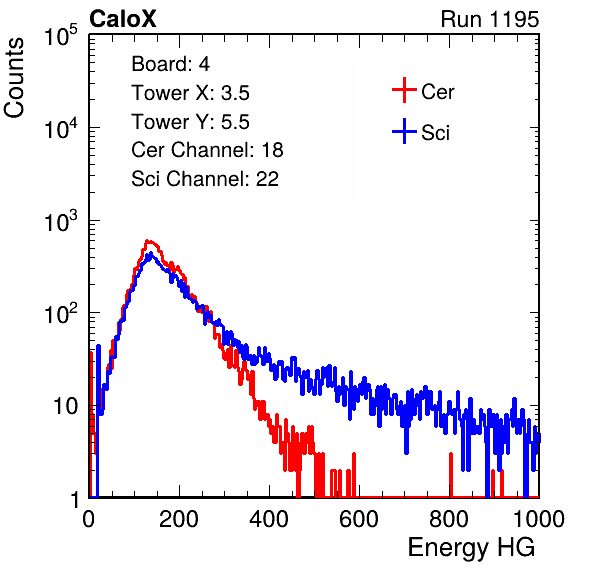 CaloX Run 1195
Counts
10^5
10^4
10^3
10^2
10
1
Board: 4
Tower X: 3.5
Tower Y: 5.5
Cer Channel: 18
Sci Channel: 22
Cer
Sci
0 200 400 600 800 1000
Energy HG